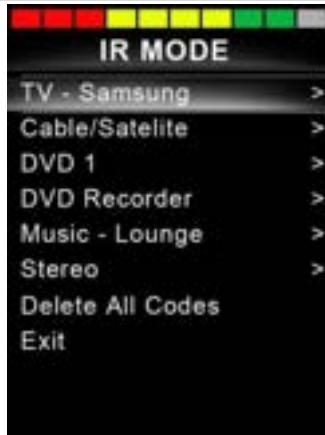 IR MODE
TV - Samsung >
Cable/Satelite >
DVD 1 >
DVD Recorder >
Music - Lounge >
Stereo >
Delete All Codes
Exit